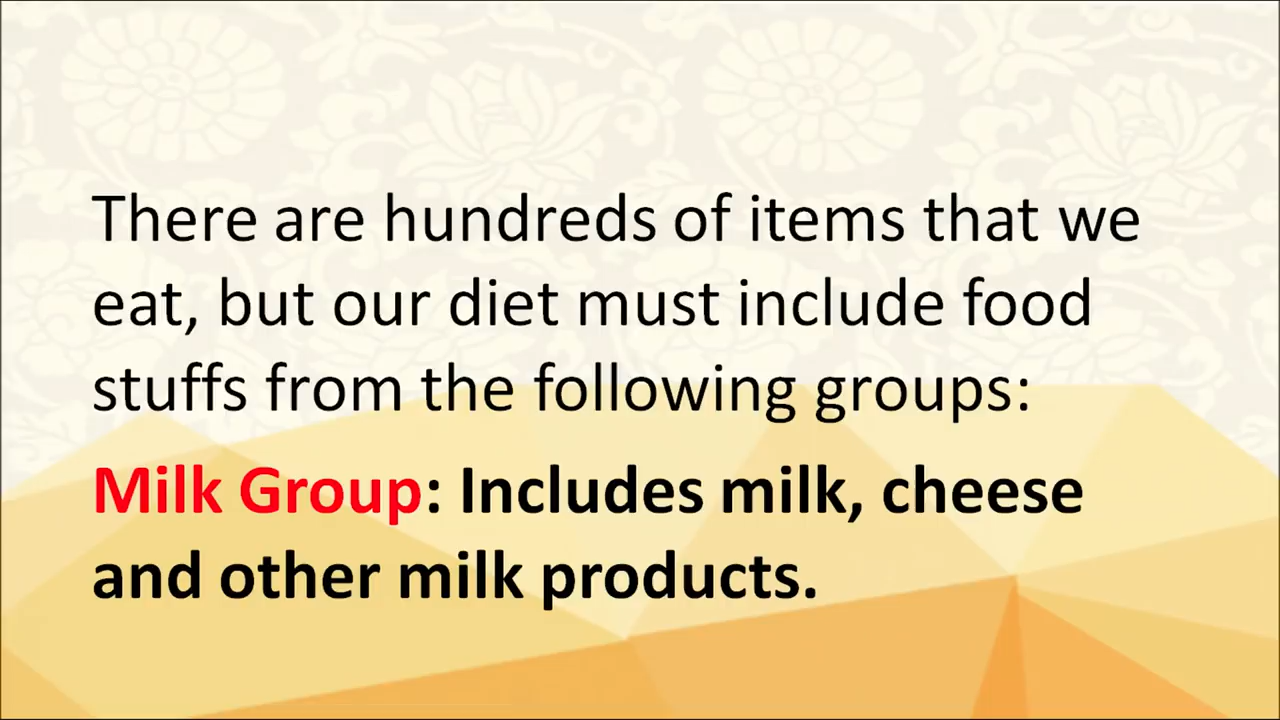 There are hundreds of items that we
eat, but our diet must include food
stuffs from the following groups:
Milk Group: Includes milk, cheese
and other milk products.